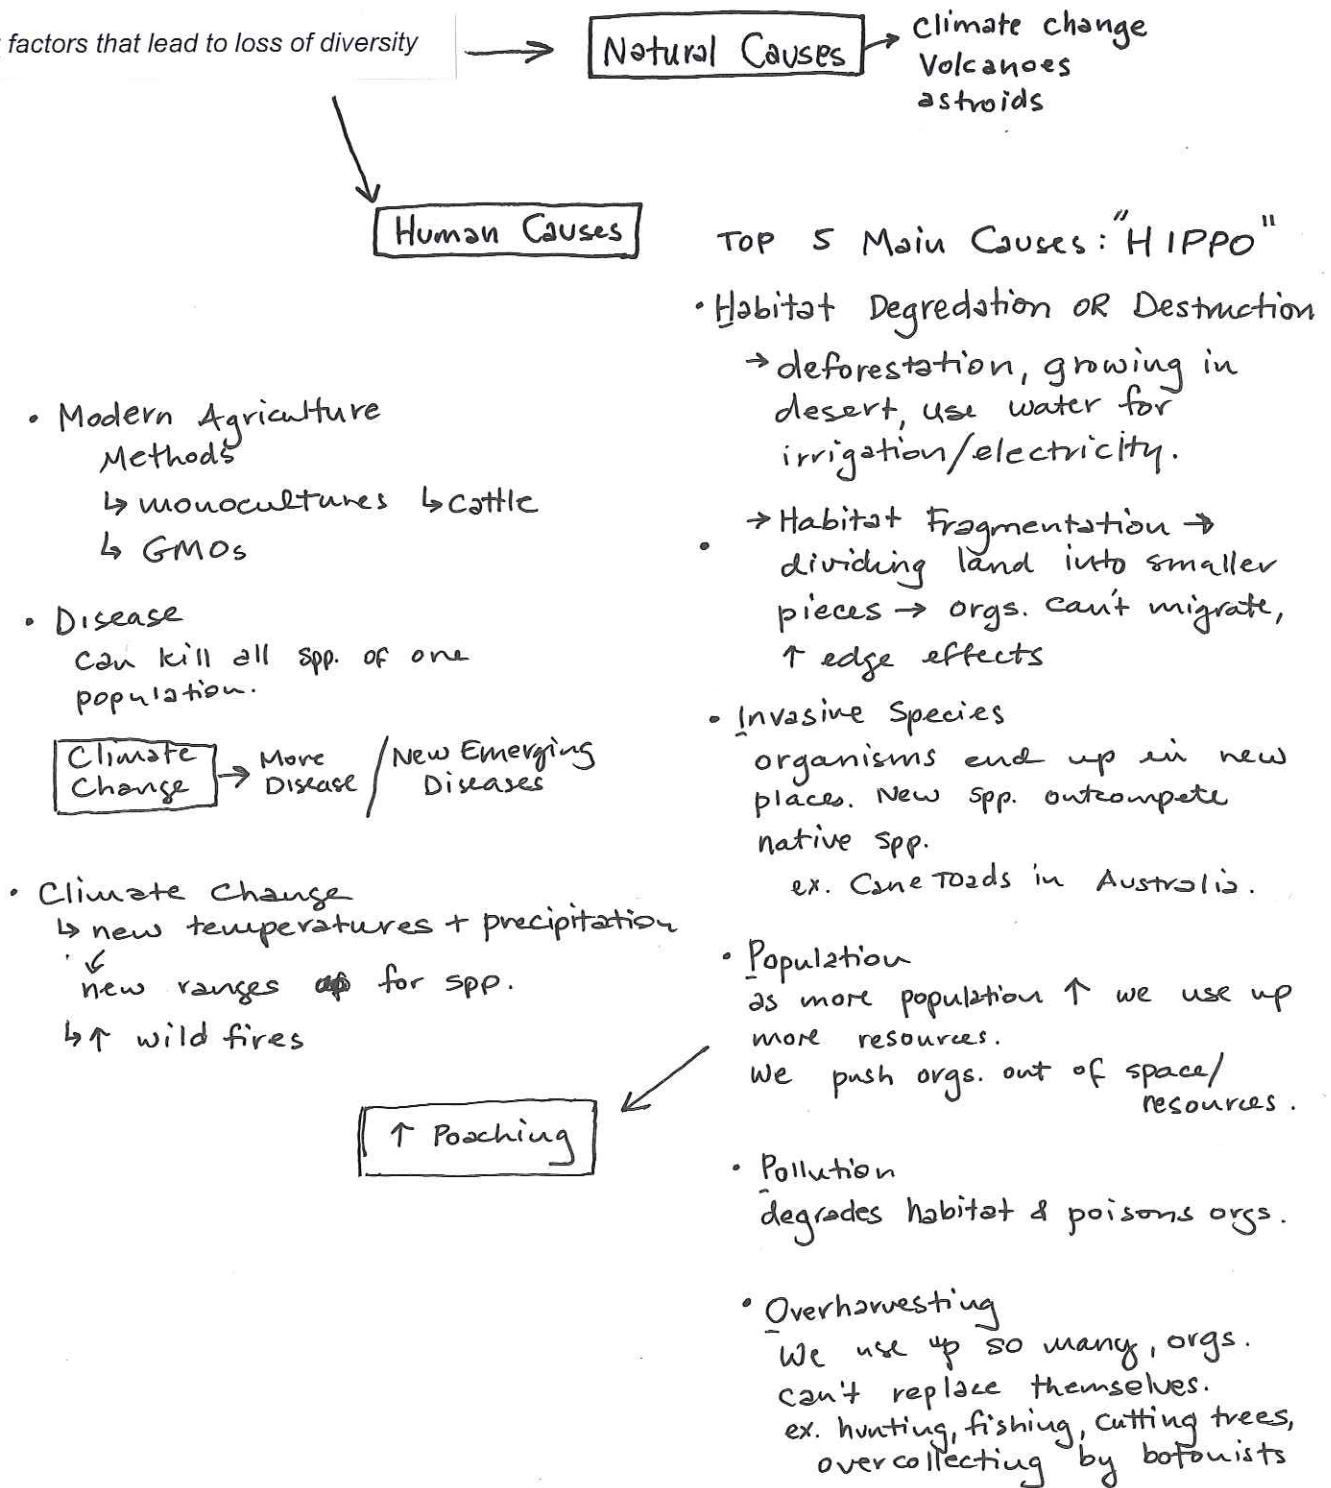 factors that lead to loss of diversity
→ Natural Causes → climate change
Volcanoes
astroids
Human Causes
TOP 5 Main Causes: "HIPPO"
• Habitat Degredation OR Destruction
→ deforestation, growing in
desert, use water for
irrigation/electricity.
• → Habitat Fragmentation →
dividing land into smaller
pieces → orgs. can't migrate,
↑ edge effects
• Invasive Species
organisms end up in new
places. New spp. outcompete
native spp.
ex. Cane Toads in Australia.
• Population
as more population ↑ we use up
more resources.
We push orgs. out of space/
resources.
↑ Poaching
• Pollution
degrades habitat & poisons orgs.
• Overharvesting
We use up so many, orgs.
can't replace themselves.
ex. hunting, fishing, cutting trees,
overcollecting by botonists
• Modern Agriculture
Methods
↳ monocultures ↳ cattle
↳ GMOs
• Disease
can kill all spp. of one
population.
Climate
Change → More
Disease / New Emerging
Diseases
• Climate Change
↳ new temperatures + precipitation
↙
new ranges for spp.
↳ ↑ wild fires